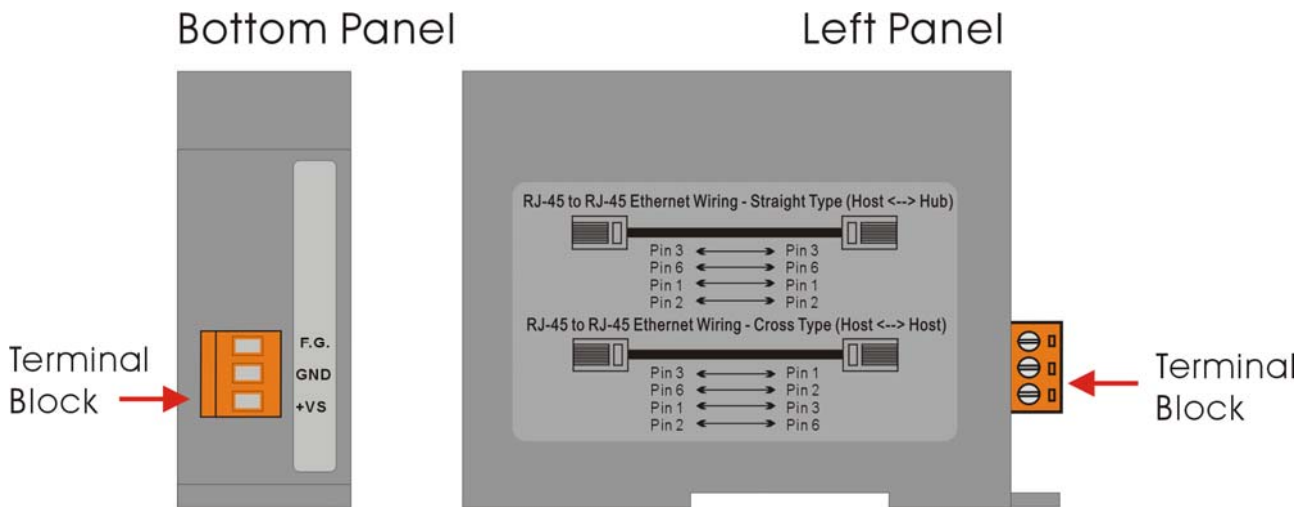 Bottom Panel
Left Panel
Terminal
Block
F.G.
GND
+VS
RJ-45 to RJ-45 Ethernet Wiring - Straight Type (Host <--> Hub)
Pin 3 Pin 3
Pin 6 Pin 6
Pin 1 Pin 1
Pin 2 Pin 2
RJ-45 to RJ-45 Ethernet Wiring - Cross Type (Host <--> Host)
Pin 3 Pin 1
Pin 6 Pin 2
Pin 1 Pin 3
Pin 2 Pin 6
Terminal
Block